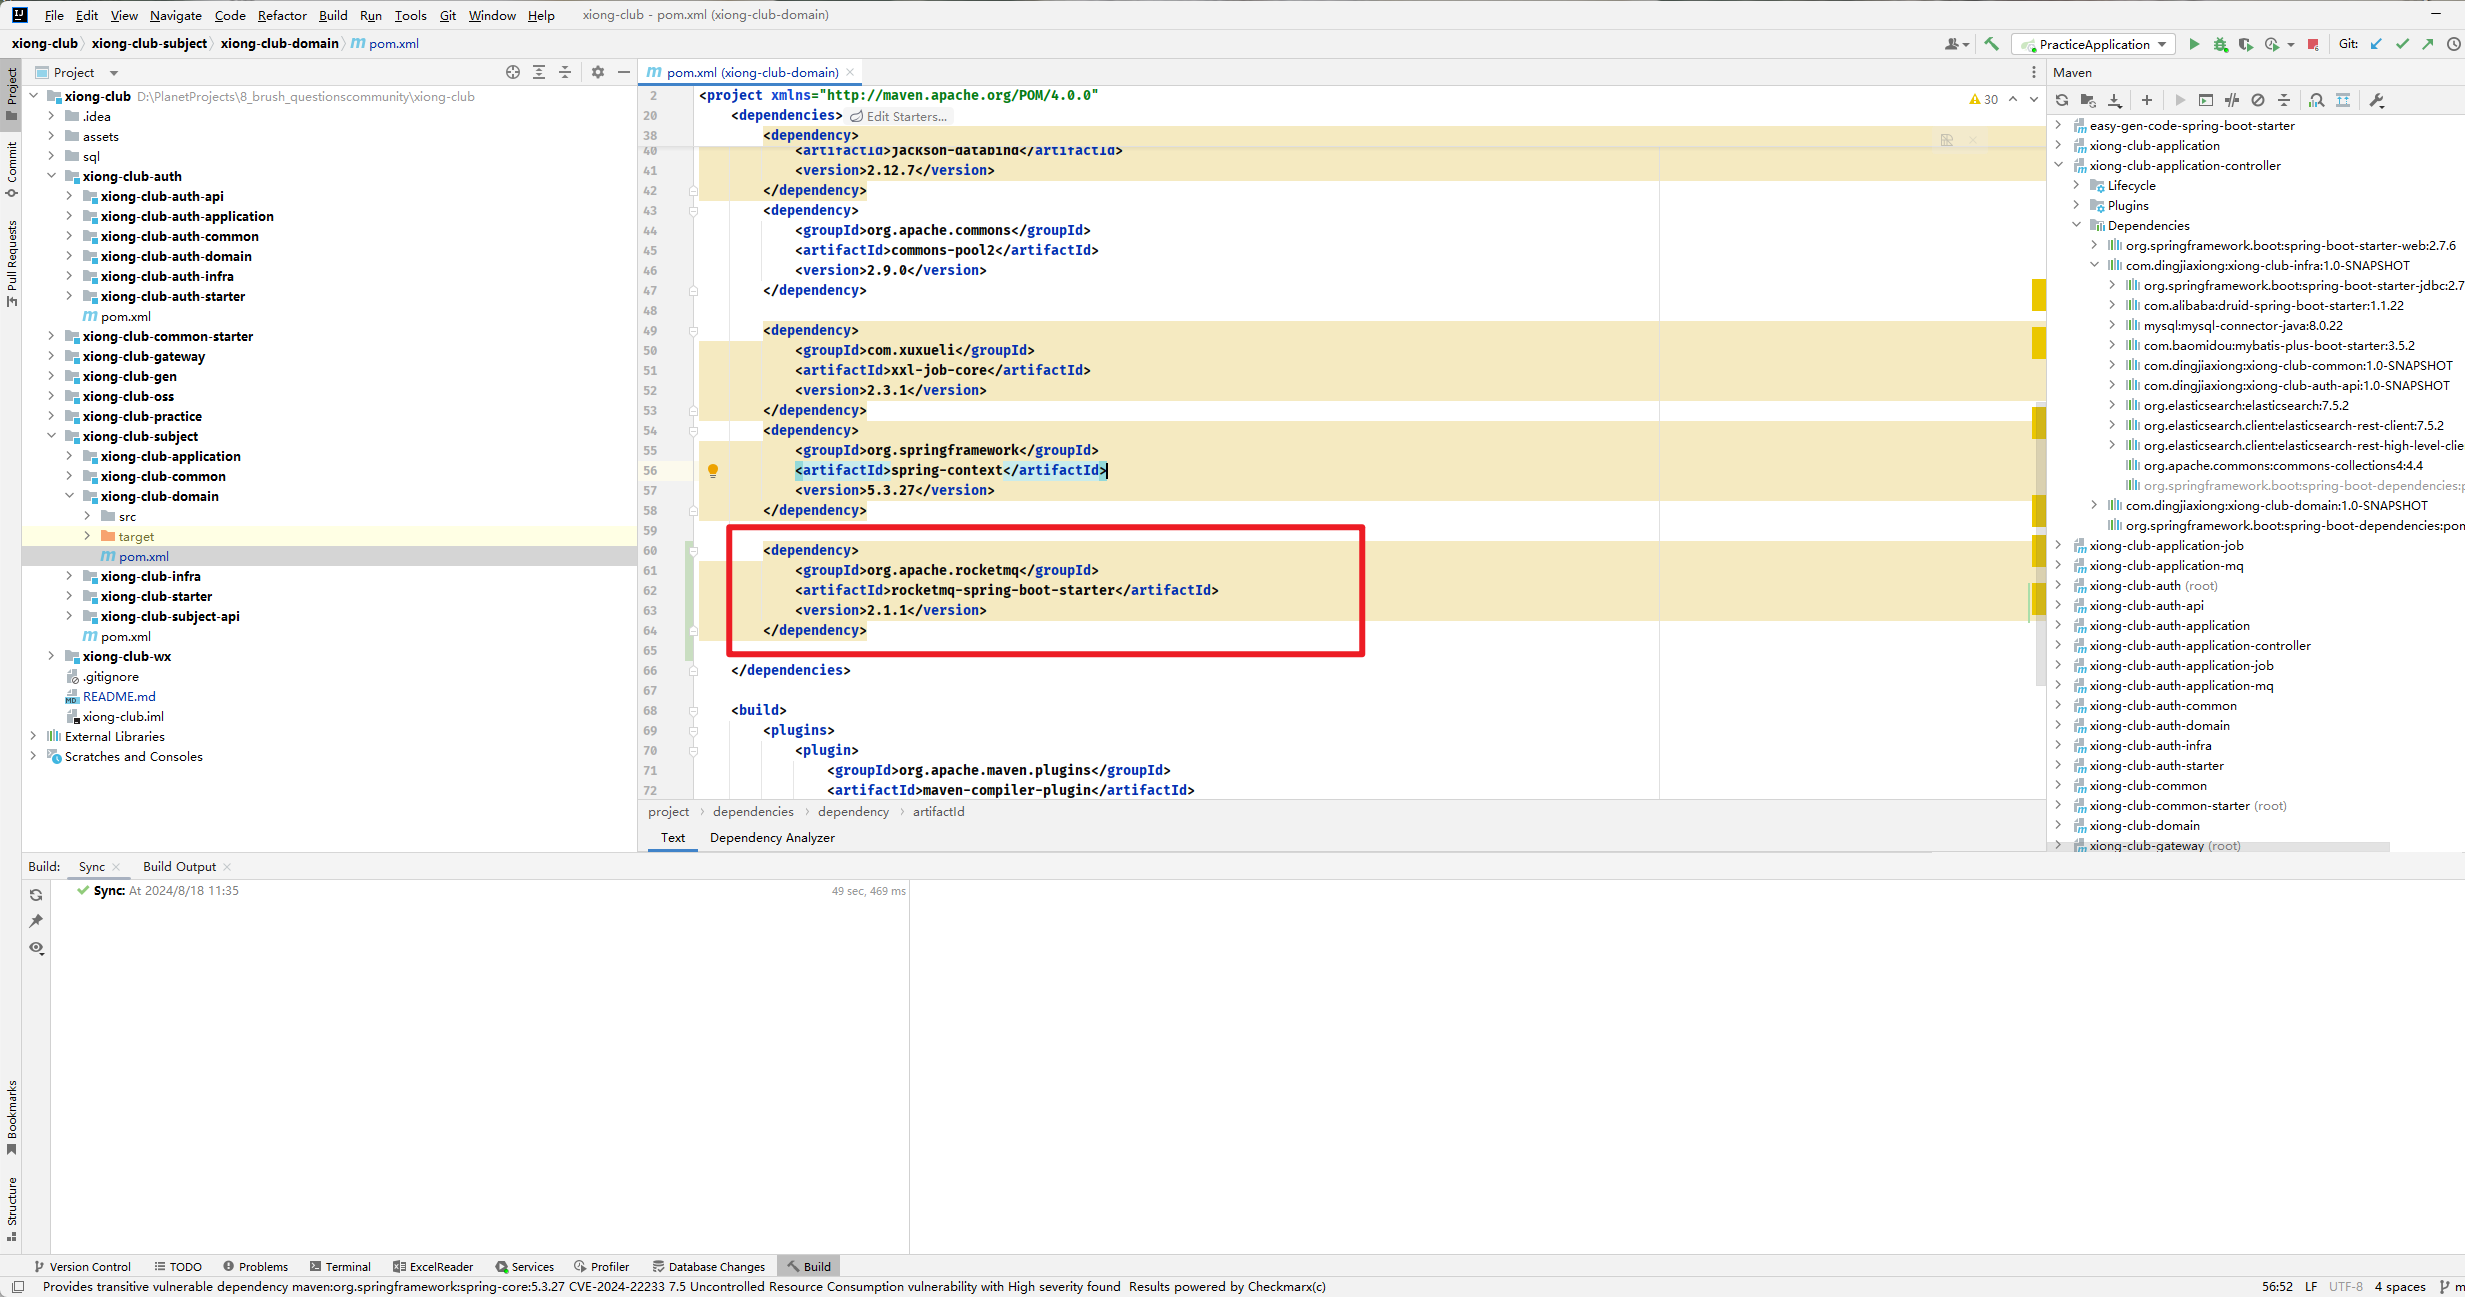 File Edit View Navigate Code Refactor Build Run Tools Git Window Help xiong-club - pom.xml (xiong-club-domain)
xiong-club xiong-club-subject xiong-club-domain pom.xml
PracticeApplication Git:
Project
Commit
Pull Requests
Bookmarks
Structure
Project
xiong-club D:\PlanetProjects\8_brush_questionscommunity\xiong-club
.idea
assets
sql
xiong-club-auth
xiong-club-auth-api
xiong-club-auth-application
xiong-club-auth-common
xiong-club-auth-domain
xiong-club-auth-infra
xiong-club-auth-starter
pom.xml
xiong-club-common-starter
xiong-club-gateway
xiong-club-gen
xiong-club-oss
xiong-club-practice
xiong-club-subject
xiong-club-application
xiong-club-common
xiong-club-domain
src
target
pom.xml
xiong-club-infra
xiong-club-starter
xiong-club-subject-api
pom.xml
xiong-club-wx
.gitignore
README.md
xiong-club.iml
External Libraries
Scratches and Consoles
pom.xml (xiong-club-domain)
30
2 <project xmlns="http://maven.apache.org/POM/4.0.0"
20 <dependencies> Edit Starters...
38 <dependency>
40 <artifactId>jackson-databind</artifactId>
41 <version>2.12.7</version>
42 </dependency>
43 <dependency>
44 <groupId>org.apache.commons</groupId>
45 <artifactId>commons-pool2</artifactId>
46 <version>2.9.0</version>
47 </dependency>
48
49 <dependency>
50 <groupId>com.xuxueli</groupId>
51 <artifactId>xxl-job-core</artifactId>
52 <version>2.3.1</version>
53 </dependency>
54 <dependency>
55 <groupId>org.springframework</groupId>
56 <artifactId>spring-context</artifactId>
57 <version>5.3.27</version>
58 </dependency>
59
60 <dependency>
61 <groupId>org.apache.rocketmq</groupId>
62 <artifactId>rocketmq-spring-boot-starter</artifactId>
63 <version>2.1.1</version>
64 </dependency>
65
66 </dependencies>
67
68 <build>
69 <plugins>
70 <plugin>
71 <groupId>org.apache.maven.plugins</groupId>
72 <artifactId>maven-compiler-plugin</artifactId>
project dependencies dependency artifactId
Text Dependency Analyzer
Maven
easy-gen-code-spring-boot-starter
xiong-club-application
xiong-club-application-controller
Lifecycle
Plugins
Dependencies
org.springframework.boot:spring-boot-starter-web:2.7.6
com.dingjiaxiong:xiong-club-infra:1.0-SNAPSHOT
org.springframework.boot:spring-boot-starter-jdbc:2.7
com.alibaba:druid-spring-boot-starter:1.1.22
mysql:mysql-connector-java:8.0.22
com.baomidou:mybatis-plus-boot-starter:3.5.2
com.dingjiaxiong:xiong-club-common:1.0-SNAPSHOT
com.dingjiaxiong:xiong-club-auth-api:1.0-SNAPSHOT
org.elasticsearch:elasticsearch:7.5.2
org.elasticsearch.client:elasticsearch-rest-client:7.5.2
org.elasticsearch.client:elasticsearch-rest-high-level-clie
org.apache.commons:commons-collections4:4.4
org.springframework.boot:spring-boot-dependencies:p
com.dingjiaxiong:xiong-club-domain:1.0-SNAPSHOT
org.springframework.boot:spring-boot-dependencies:pom
xiong-club-application-job
xiong-club-application-mq
xiong-club-auth (root)
xiong-club-auth-api
xiong-club-auth-application
xiong-club-auth-application-controller
xiong-club-auth-application-job
xiong-club-auth-application-mq
xiong-club-auth-common
xiong-club-auth-domain
xiong-club-auth-infra
xiong-club-auth-starter
xiong-club-common
xiong-club-common-starter (root)
xiong-club-domain
xiong-club-gateway (root)
Build: Sync Build Output
Sync: At 2024/8/18 11:35 49 sec, 469 ms
Version Control TODO Problems Terminal ExcelReader Services Profiler Database Changes Build
Provides transitive vulnerable dependency maven:org.springframework:spring-core:5.3.27 CVE-2024-22233 7.5 Uncontrolled Resource Consumption vulnerability with High severity found Results powered by Checkmarx(c) 56:52 LF UTF-8 4 spaces m